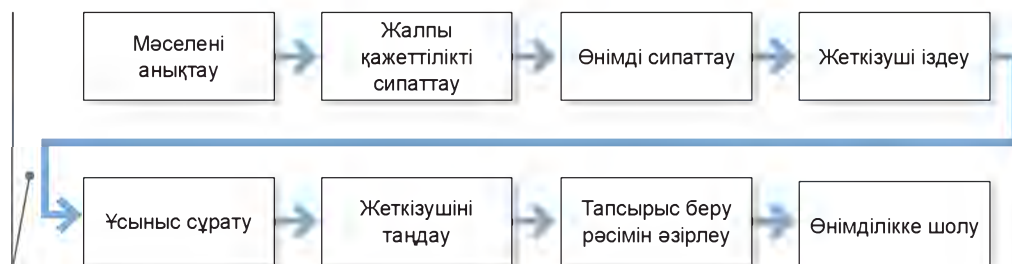 Мәселені
анықтау
Жалпы
қажеттілікті
сипаттау
Өнімді сипаттау
Жеткізуші іздеу
Ұсыныс сұрату
Жеткізушіні
таңдау
Тапсырыс беру
рәсімін әзірлеу
Өнімділікке шолу